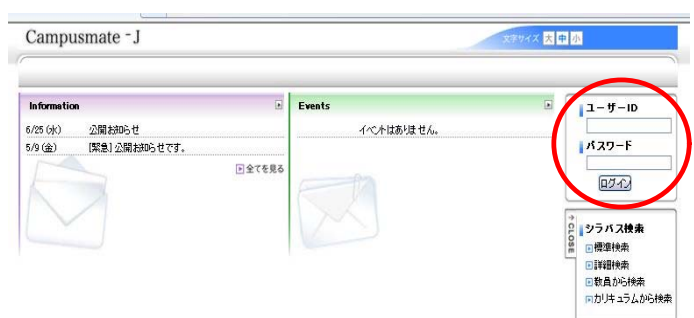 Campusmate-J
文字サイズ 大 中 小
Information
6/25 (水) 公開お知らせ
5/9 (金) [緊急] 公開お知らせです。
全てを見る
Events
イベントはありません。
ユーザーID
パスワード
ログイン
CLOSE
シラバス検索
標準検索
詳細検索
教員から検索
カリキュラムから検索